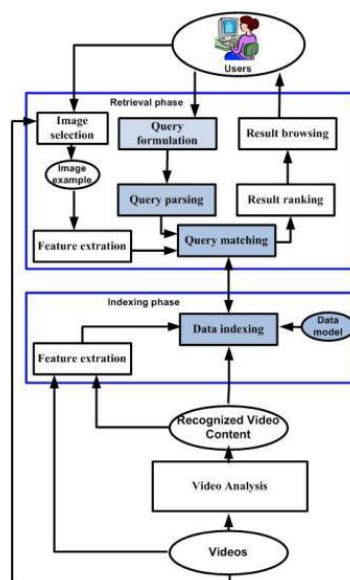 Users
Retrieval phase
Image
selection
Query
formulation
Result browsing
Image
example
Query parsing
Result ranking
Feature extration
Query matching
Indexing phase
Data indexing
Data
model
Feature extration
Recognized Video
Content
Video Analysis
Videos